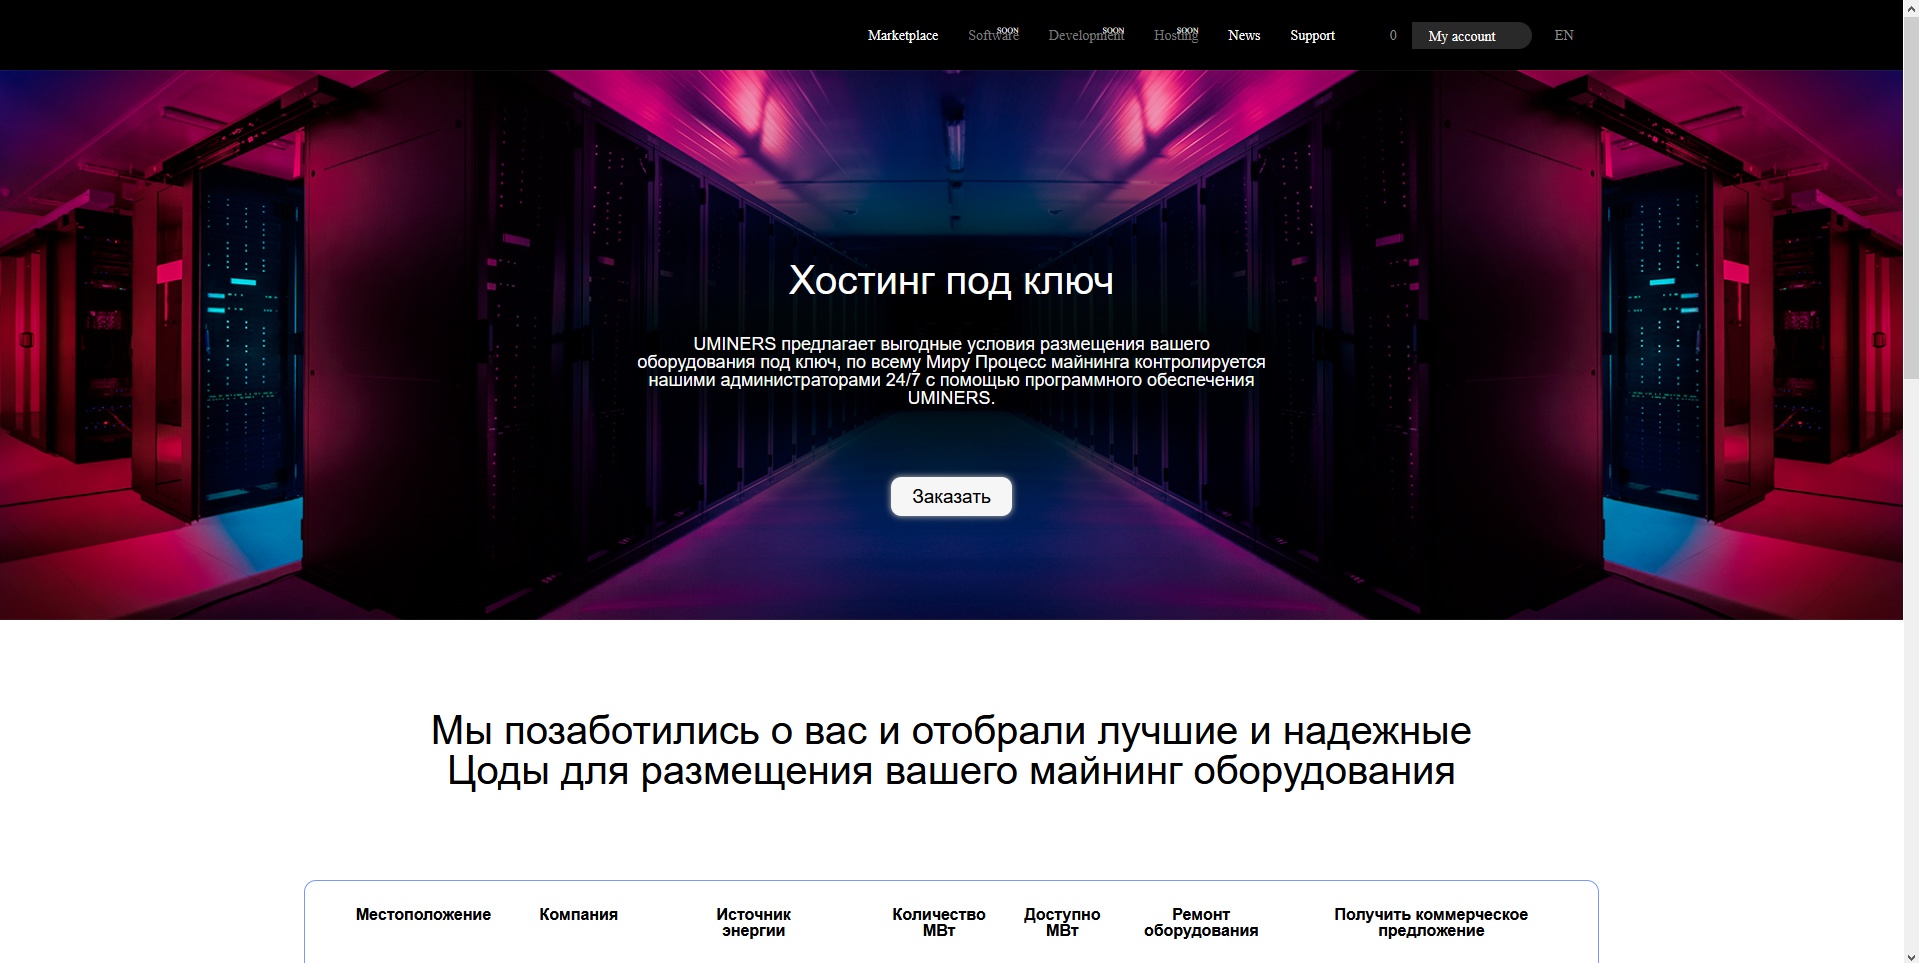 Marketplace Software SOON Development SOON Hosting SOON News Support 0 My account EN
Хостинг под ключ
UMINERS предлагает выгодные условия размещения вашего
оборудования под ключ, по всему Миру Процесс майнинга контролируется
нашими администраторами 24/7 с помощью программного обеспечения
UMINERS.
Заказать
Мы позаботились о вас и отобрали лучшие и надежные
Цоды для размещения вашего майнинг оборудования
Местоположение Компания Источник Количество Доступно Ремонт Получить коммерческое
энергии МВт МВт оборудования предложение